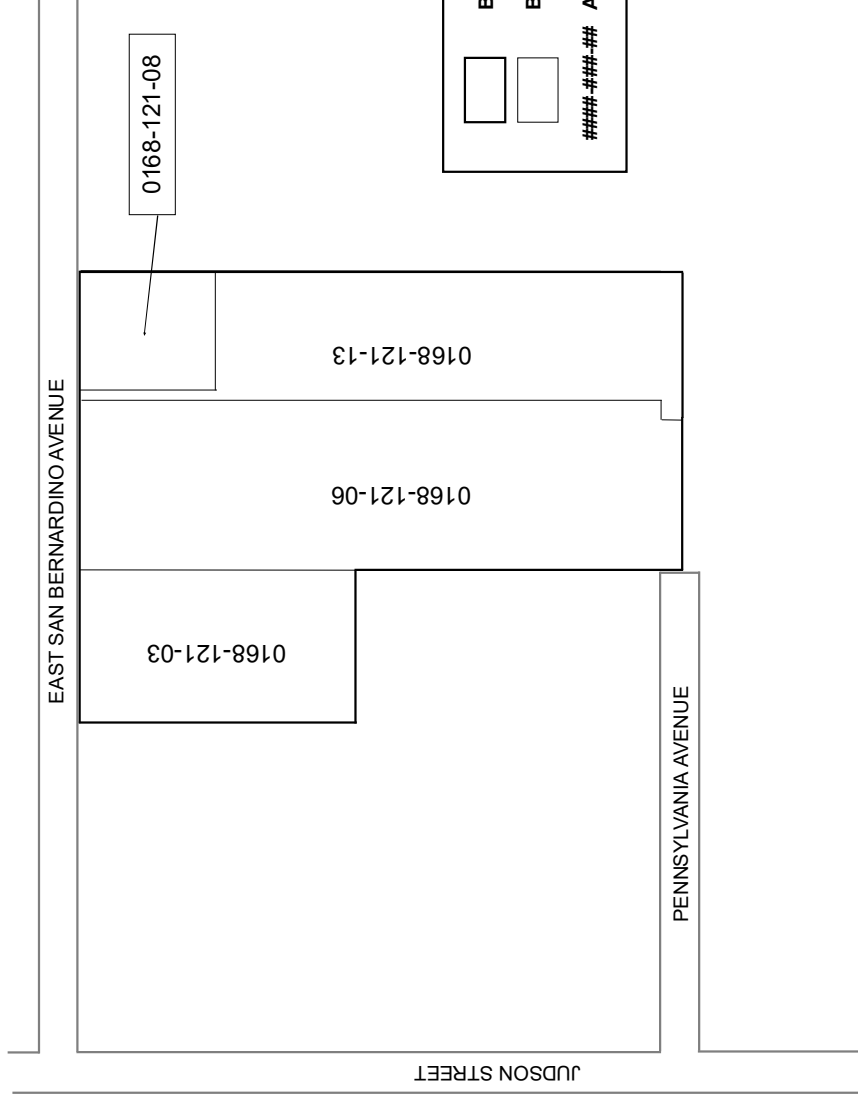 0168-121-08
EAST SAN BERNARDINO AVENUE
0168-121-13
0168-121-06
0168-121-03
PENNSYLVANIA AVENUE
JUDSON STREET
B
B
####-###-## A